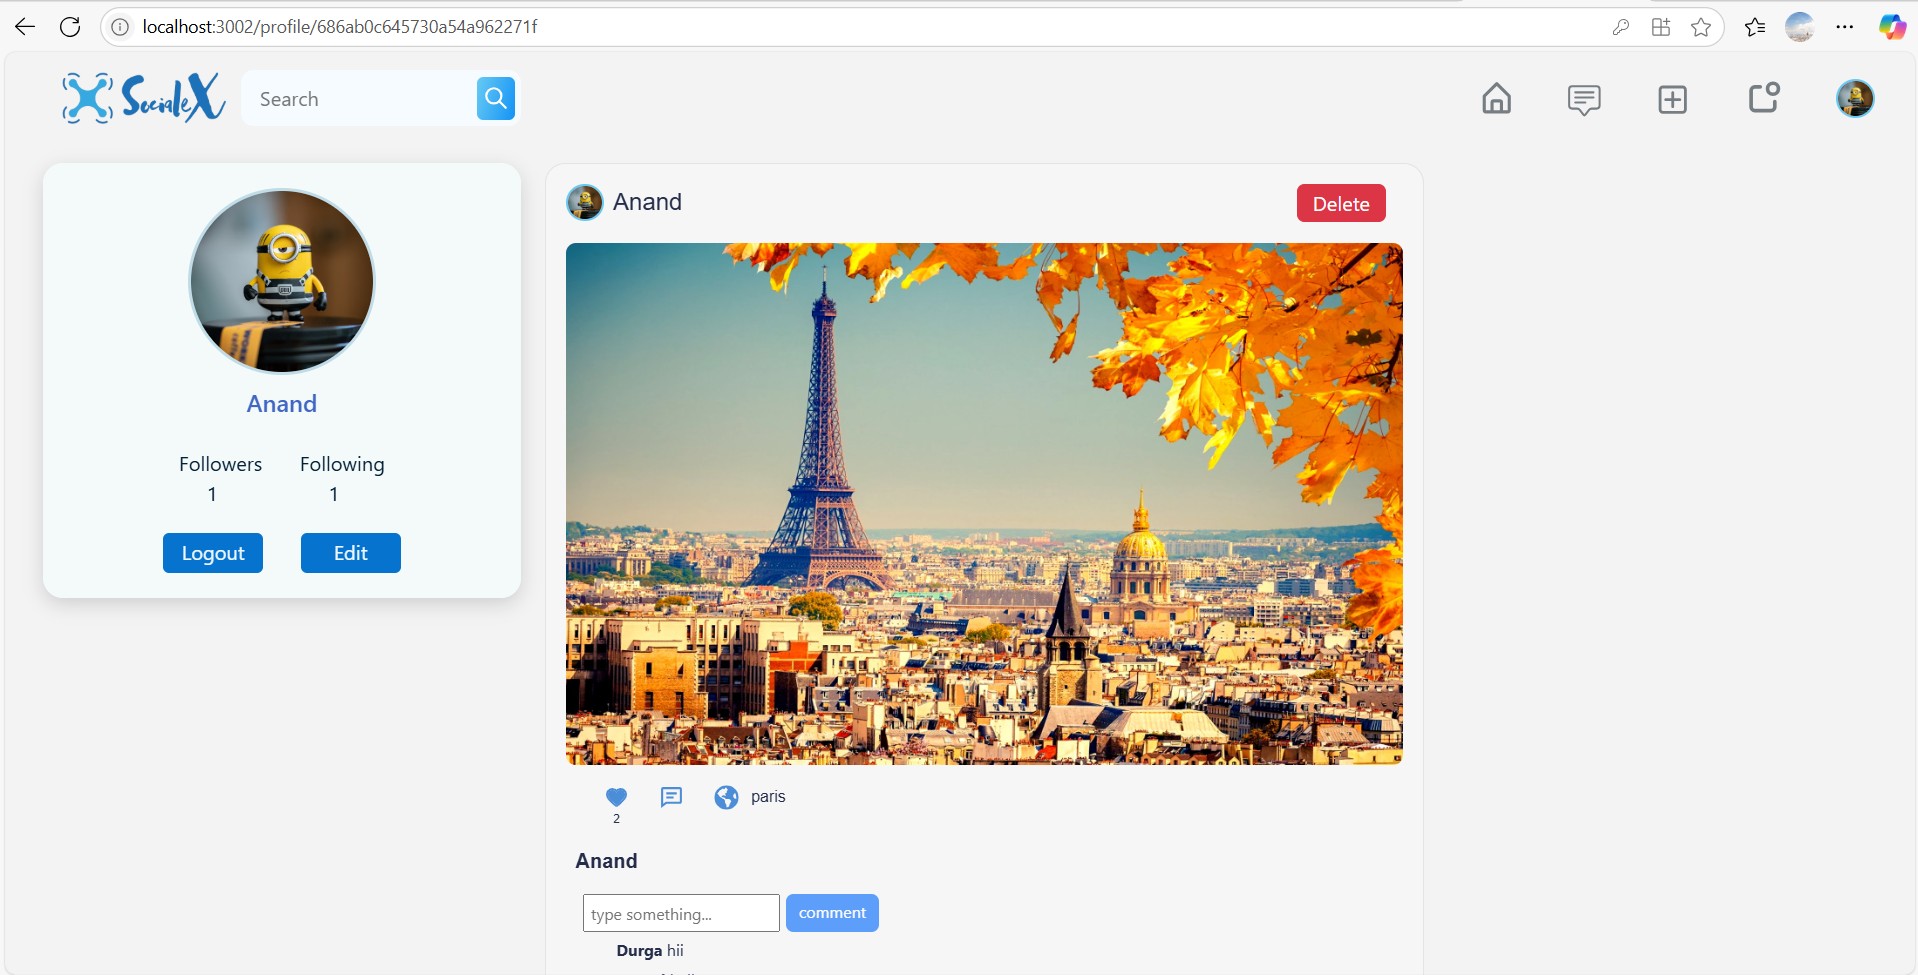 localhost:3002/profile/686ab0c645730a54a962271f
SocialeX
Search
Anand
Followers Following
1 1
Logout Edit
Anand
Delete
2
paris
Anand
type something...
comment
Durga hii